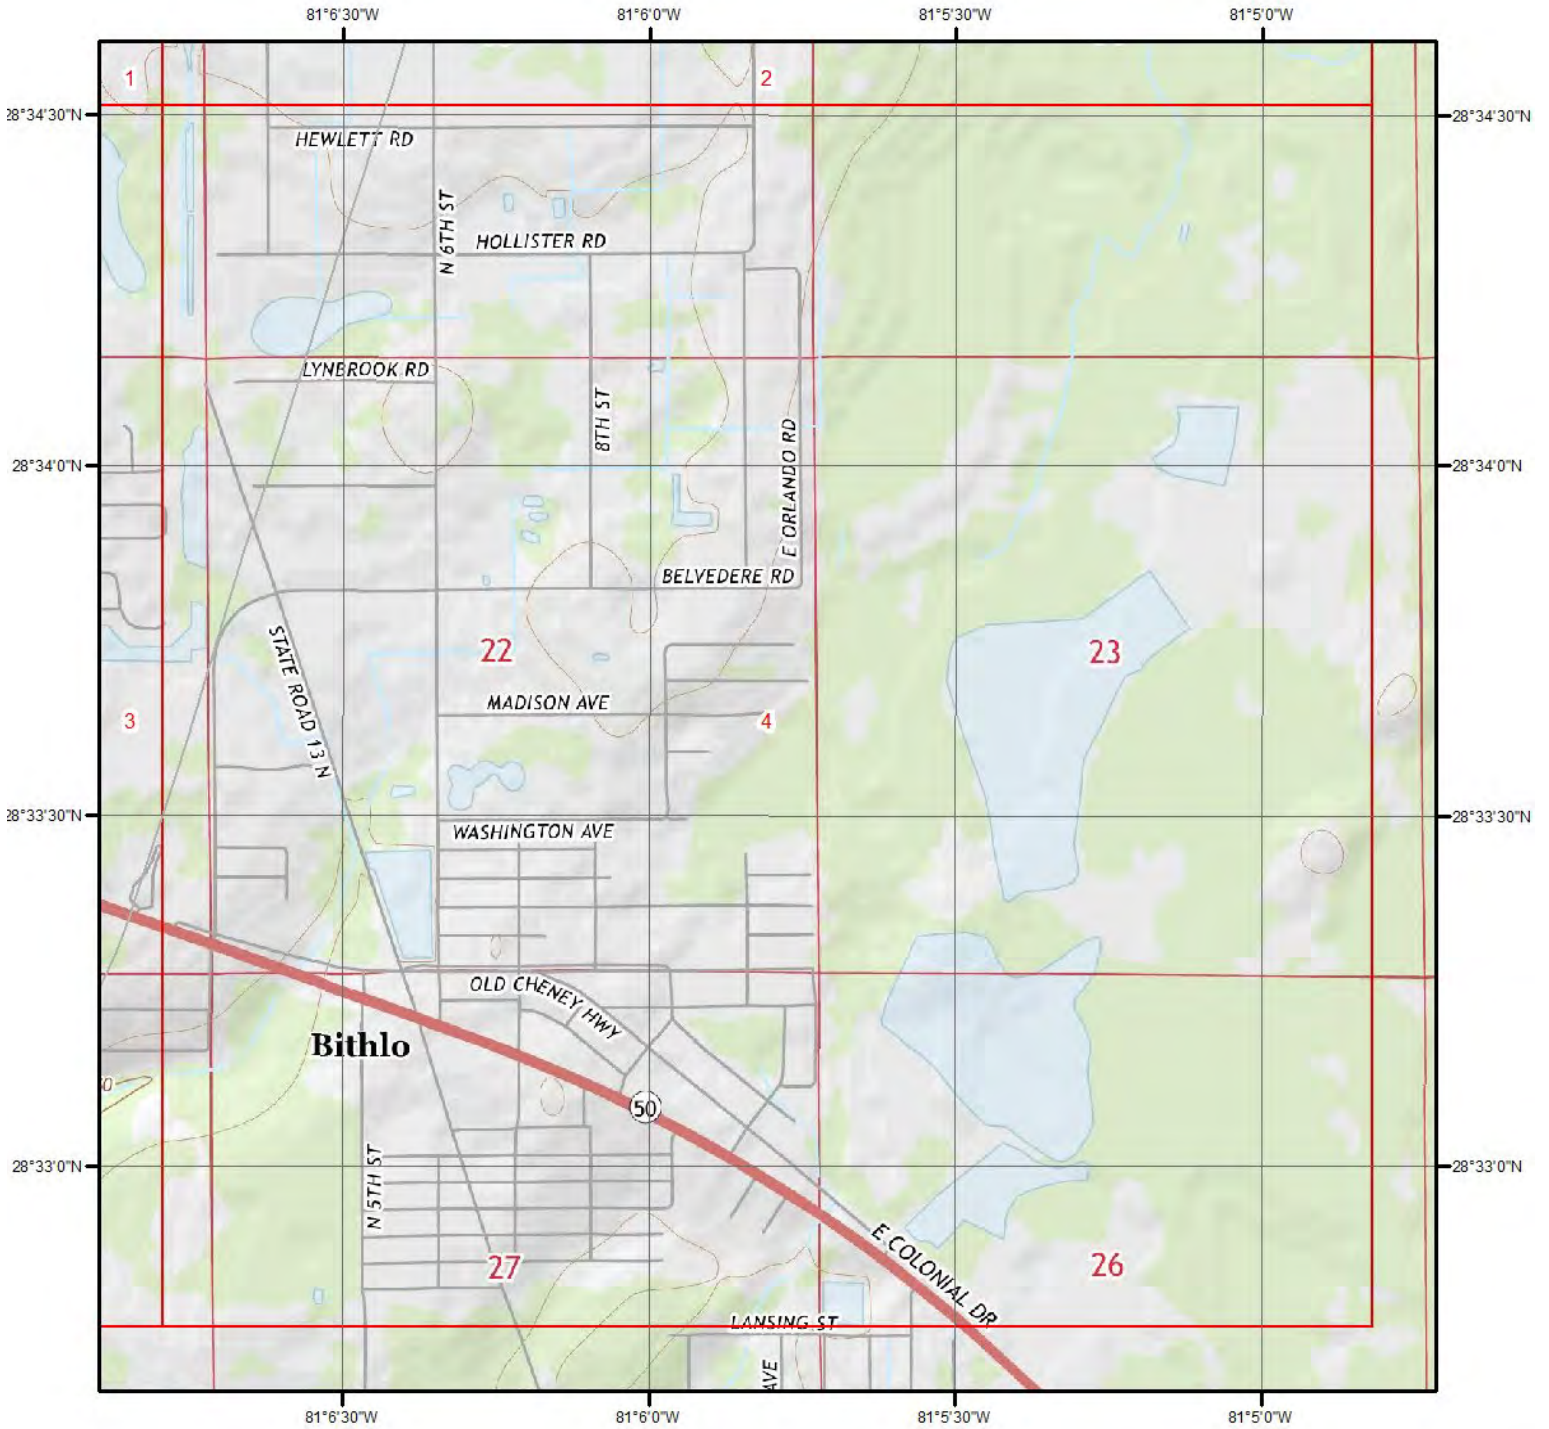 81°6'30"W 81°6'0"W 81°5'30"W 81°5'0"W
1 2
28°34'30"N 28°34'30"N
HEWLETT RD
N 6TH ST
HOLLISTER RD
LYNBROOK RD
8TH ST
E ORLANDO RD
28°34'0"N 28°34'0"N
BELVEDERE RD
STATE ROAD 13 N
22 23
MADISON AVE
3 4
28°33'30"N 28°33'30"N
WASHINGTON AVE
OLD CHENEY HWY
Bithlo
50
28°33'0"N 28°33'0"N
N 5TH ST
E COLONIAL DR
27 26
LANSING ST
AVE
81°6'30"W 81°6'0"W 81°5'30"W 81°5'0"W